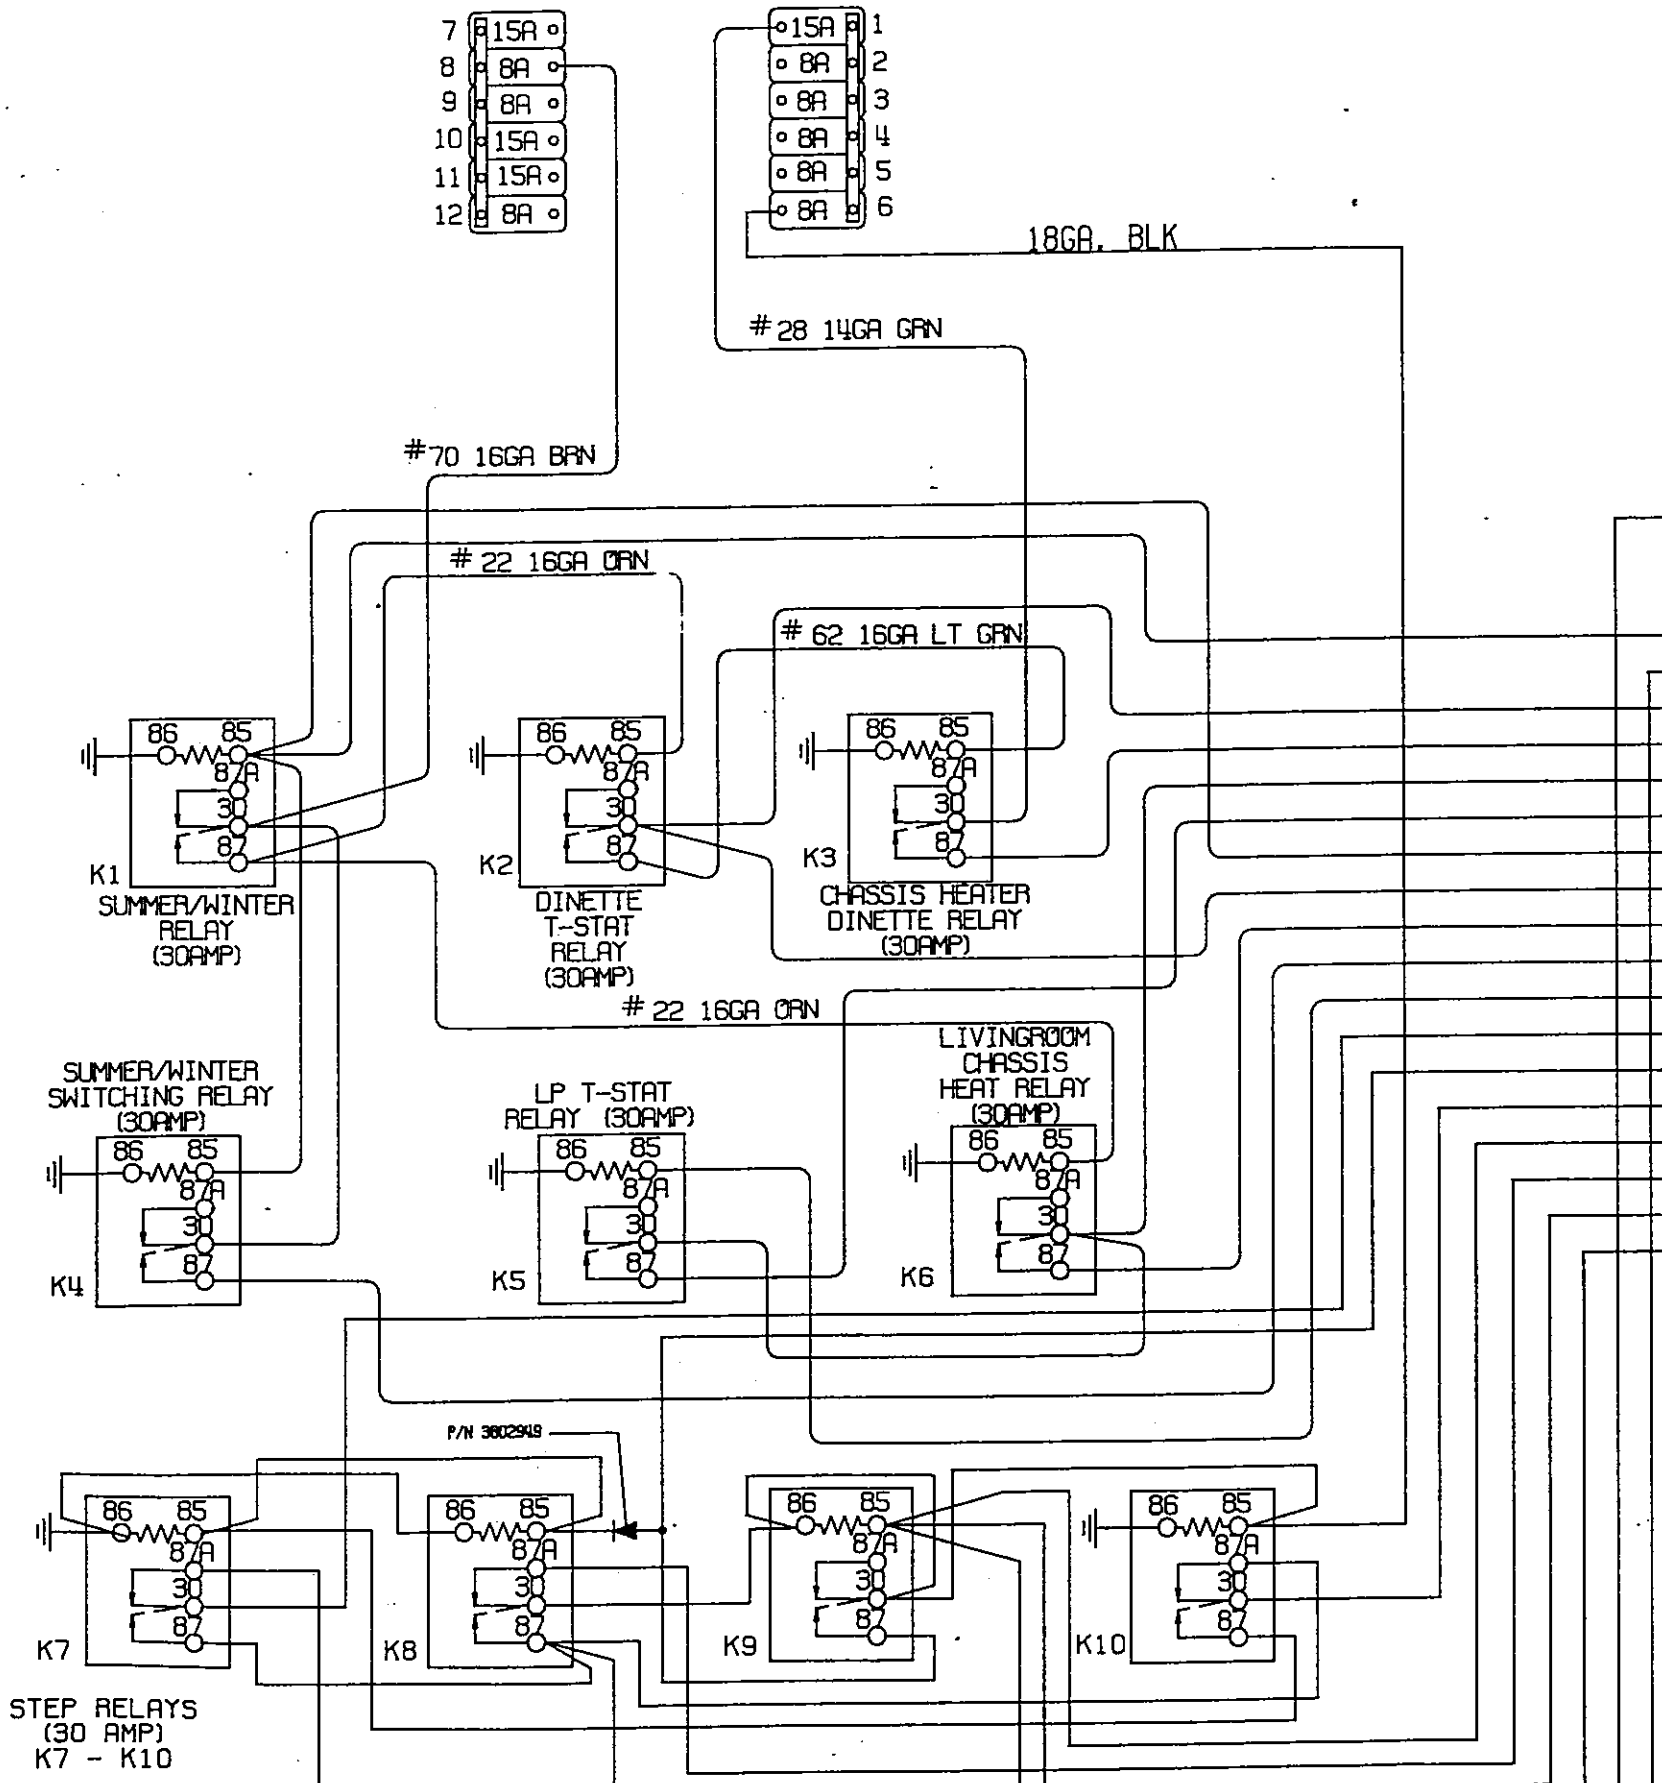 7 15A
8 8A
9 8A
10 15A
11 15A
12 8A
15A 1
8A 2
8A 3
8A 4
8A 5
8A 6
18GA. BLK
# 28 14GA GRN
# 70 16GA BRN
# 22 16GA ORN
# 62 16GA LT GRN
86 85
87A
30
87
K1
SUMMER/WINTER
RELAY
(30AMP)
86 85
87A
30
87
K2
DINETTE
T-STAT
RELAY
(30AMP)
86 85
87A
30
87
K3
CHASSIS HEATER
DINETTE RELAY
(30AMP)
# 22 16GA ORN
SUMMER/WINTER
SWITCHING RELAY
(30AMP)
86 85
87A
30
87
K4
LP T-STAT
RELAY (30AMP)
86 85
87A
30
87
K5
LIVINGROOM
CHASSIS
HEAT RELAY
(30AMP)
86 85
87A
30
87
K6
P/N 3802949
86 85
87A
30
87
K7
86 85
87A
30
87
K8
86 85
87A
30
87
K9
86 85
87A
30
87
K10
STEP RELAYS
(30 AMP)
K7 - K10